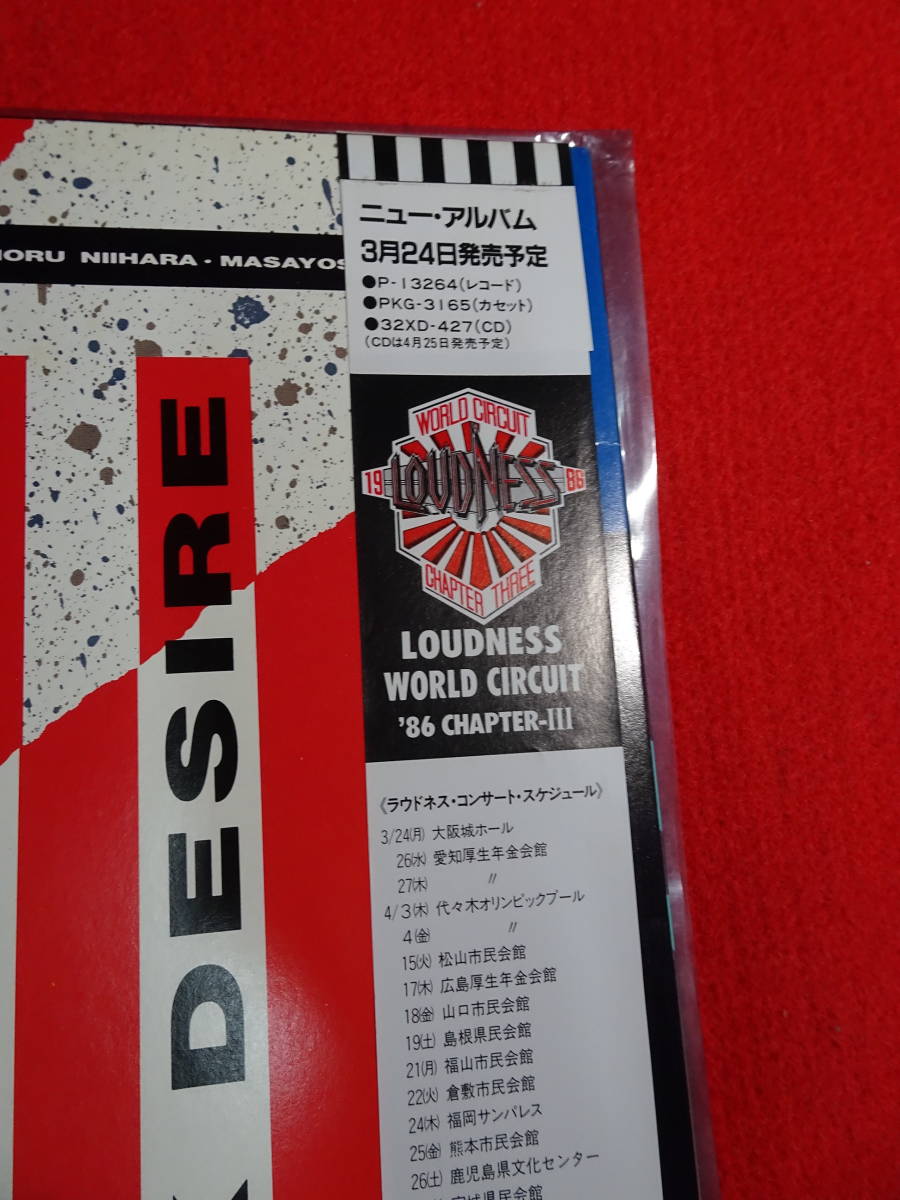 ORU NIIHARA · MASAYOS
DESIRE
ニュー・アルバム
3月24日発売予定
●P-13264(レコード)
●PKG-3165(カセット)
●32XD-427(CD)
(CDは4月25日発売予定)
WORLD CIRCUIT
1986
LOUDNESS
CHAPTER THREE
LOUDNESS
WORLD CIRCUIT
'86 CHAPTER-III
《ラウドネス・コンサート・スケジュール》
3/24(月) 大阪城ホール
26(水) 愛知厚生年金会館
27(木) 〃
4/3(木) 代々木オリンピックプール
4(金) 〃
15(火) 松山市民会館
17(木) 広島厚生年金会館
18(金) 山口市民会館
19(土) 島根県民会館
21(月) 福山市民会館
22(火) 倉敷市民会館
24(木) 福岡サンパレス
25(金) 熊本市民会館
26(土) 鹿児島県文化センター
宮城県民会館